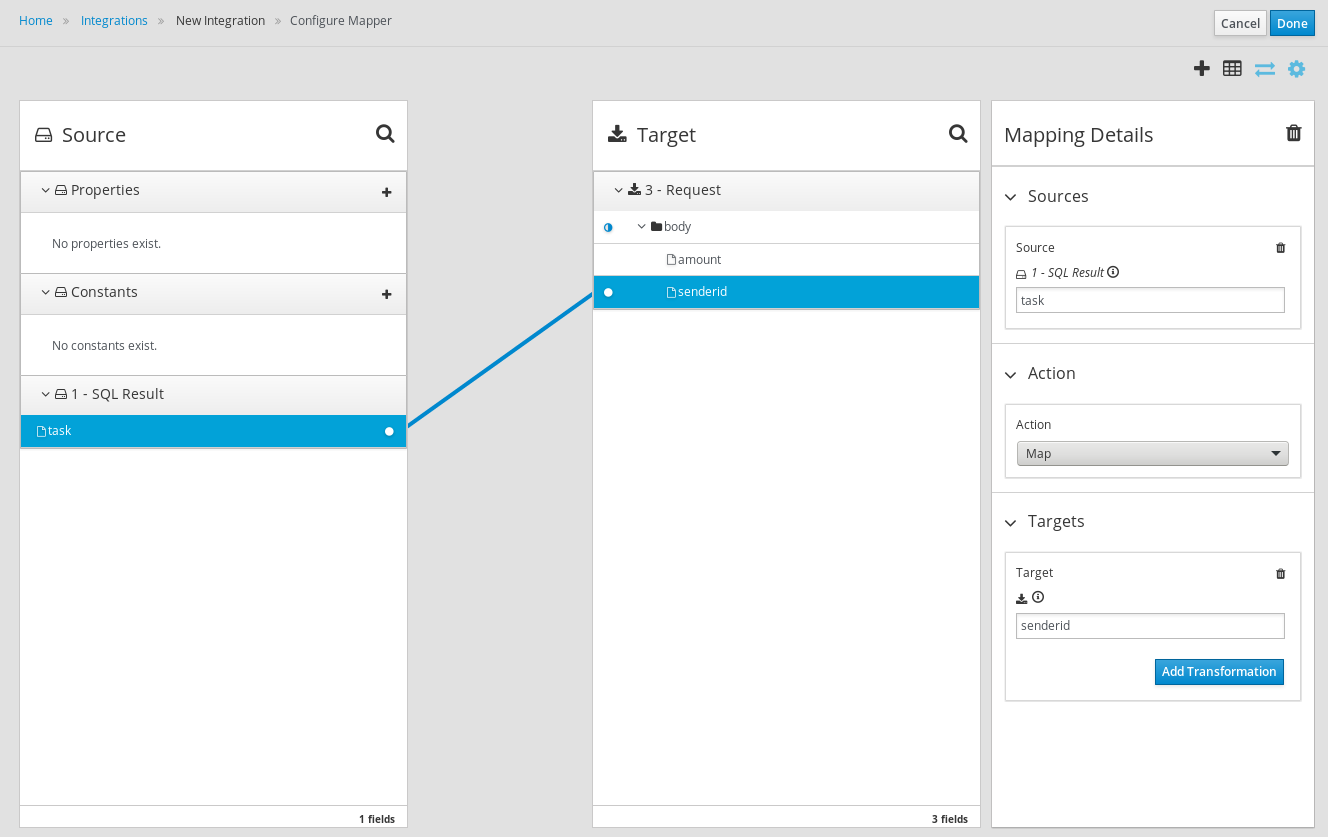 Home » Integrations » New Integration » Configure Mapper
Cancel Done
Source
Properties
No properties exist.
Constants
No constants exist.
1 - SQL Result
task
1 fields
Target
3 - Request
body
amount
senderid
3 fields
Mapping Details
Sources
Source
1 - SQL Result
task
Action
Action
Map
Targets
Target
senderid
Add Transformation